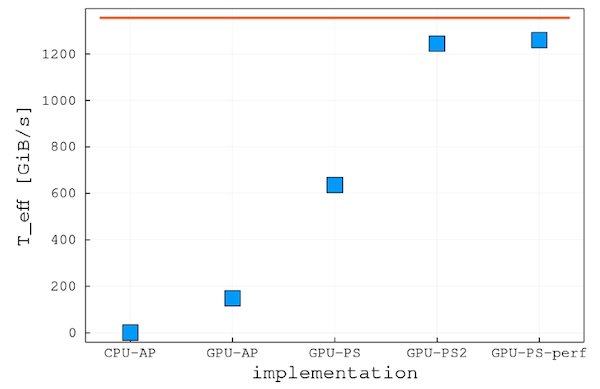 T_eff [GiB/s]
1200
1000
800
600
400
200
0
CPU-AP GPU-AP GPU-PS GPU-PS2 GPU-PS-perf
implementation